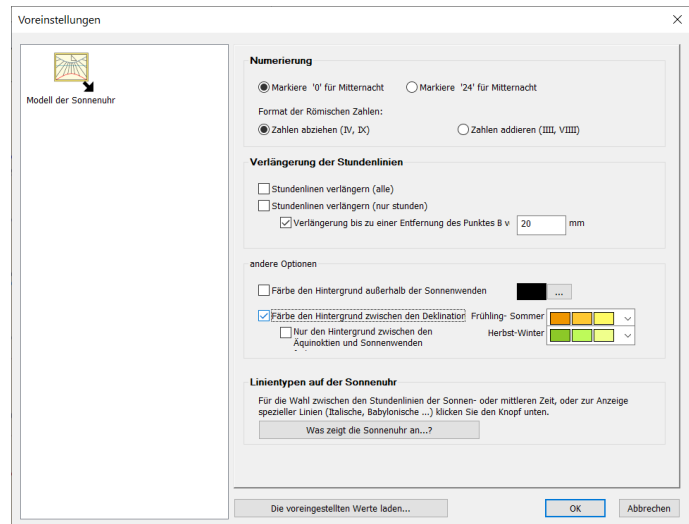 Voreinstellungen
Modell der Sonnenuhr
Numerierung
Markiere '0' für Mitternacht
Markiere '24' für Mitternacht
Format der Römischen Zahlen:
Zahlen abziehen (IV, IX)
Zahlen addieren (IIII, VIIII)
Verlängerung der Stundenlinien
Stundenlinen verlängern (alle)
Stundenlinen verlängern (nur stunden)
Verlängerung bis zu einer Entfernung des Punktes B v 20 mm
andere Optionen
Färbe den Hintergrund außerhalb der Sonnenwenden ...
Färbe den Hintergrund zwischen den Deklination Frühling- Sommer
Nur den Hintergrund zwischen den
Äquinoktien und Sonnenwenden
Herbst-Winter
Linientypen auf der Sonnenuhr
Für die Wahl zwischen den Stundenlinien der Sonnen- oder mittleren Zeit, oder zur Anzeige
spezieller Linien (Italische, Babylonische ...) klicken Sie den Knopf unten.
Was zeigt die Sonnenuhr an...?
Die voreingestellten Werte laden...
OK
Abbrechen